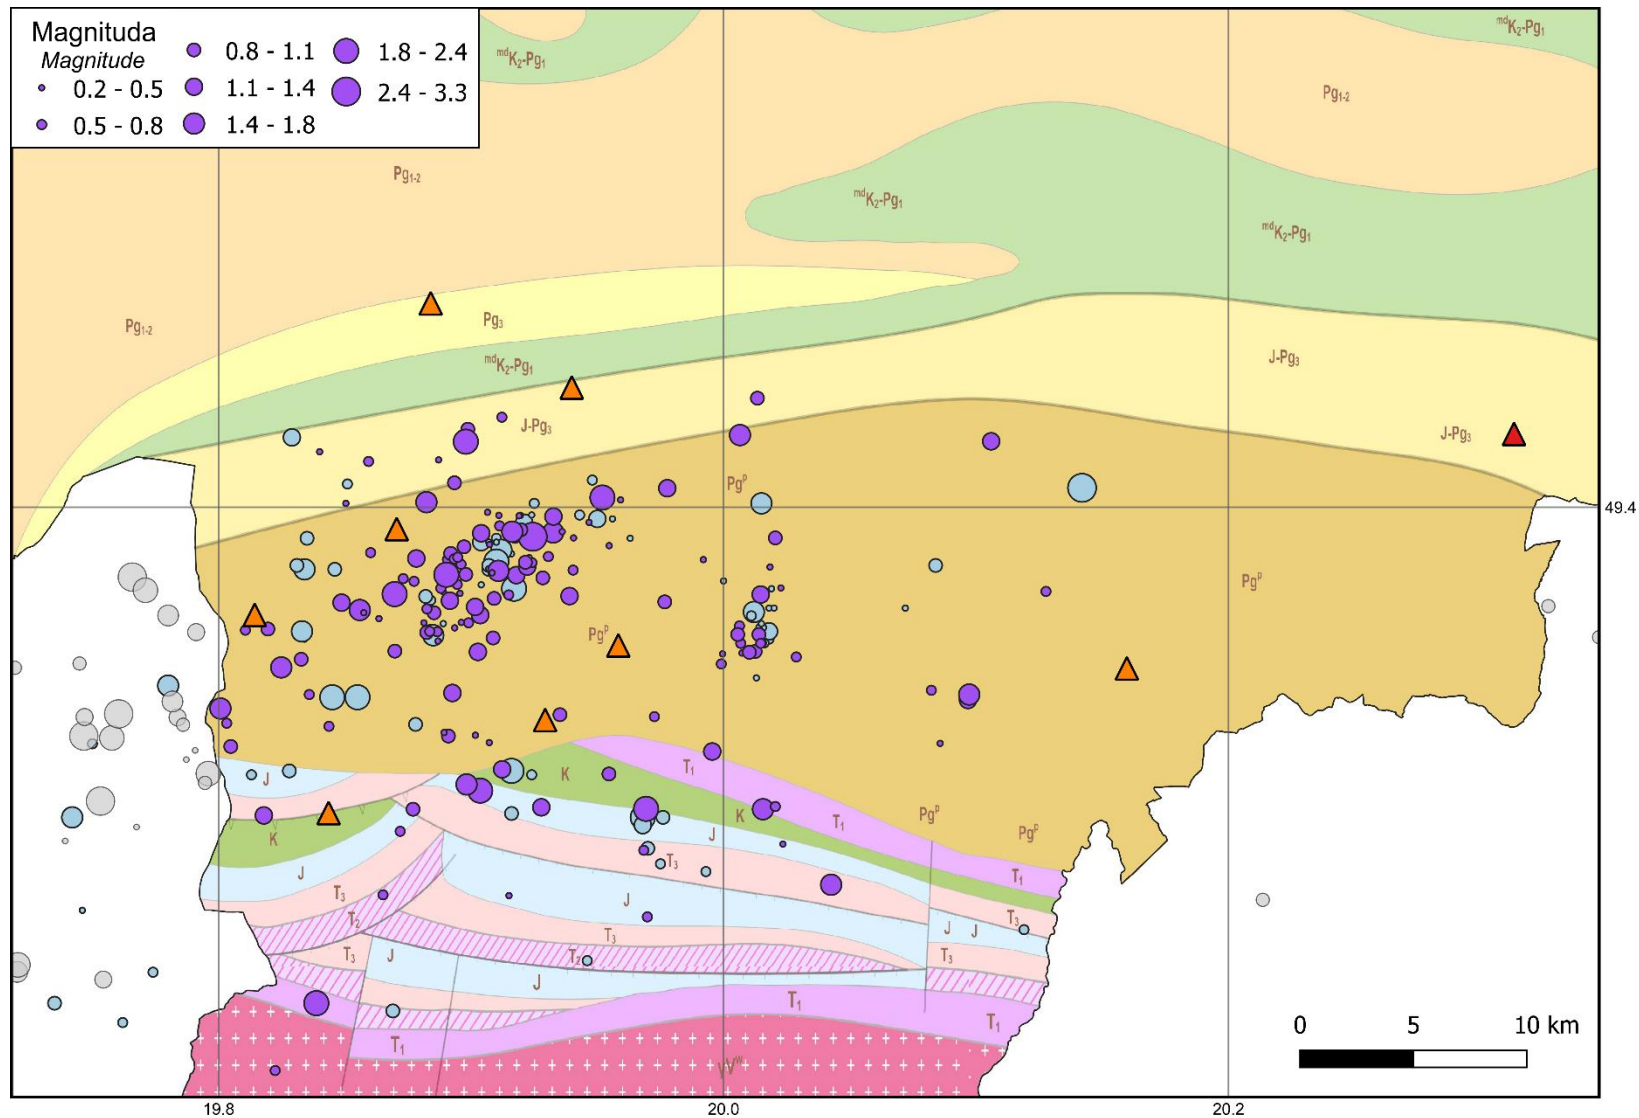 Magnituda
Magnitude
0.2 - 0.5
0.5 - 0.8
0.8 - 1.1
1.1 - 1.4
1.4 - 1.8
1.8 - 2.4
2.4 - 3.3
mdK2-Pg1
mdK2-Pg1
Pg1-2
Pg1-2
mdK2-Pg1
mdK2-Pg1
Pg1-2
Pg3
mdK2-Pg1
J-Pg3
J-Pg3
J-Pg3
Pgp
49.4
Pgp
Pgp
J
K
T1
K
T1
Pgp
Pgp
K
J
T3
J
T1
T3
J
T2
T3
T3
J
J
T3
J
T2
T3
J
T1
T1
T1
Ww
0 5 10 km
19.8 20.0 20.2